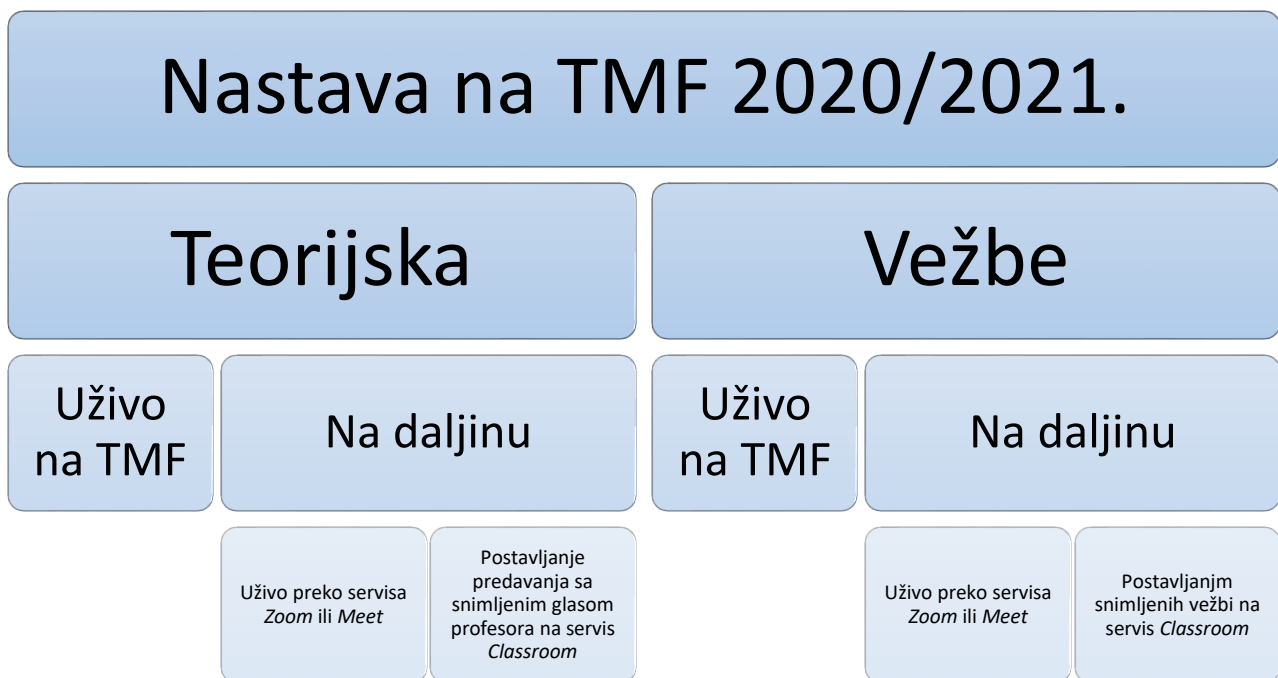 Nastava na TMF 2020/2021.
Teorijska
Vežbe
Uživo
na TMF
Na daljinu
Uživo
na TMF
Na daljinu
Uživo preko servisa
Zoom ili Meet
Postavljanje
predavanja sa
snimljenim glasom
profesora na servis
Classroom
Uživo preko servisa
Zoom ili Meet
Postavljanjm
snimljenih vežbi na
servis Classroom